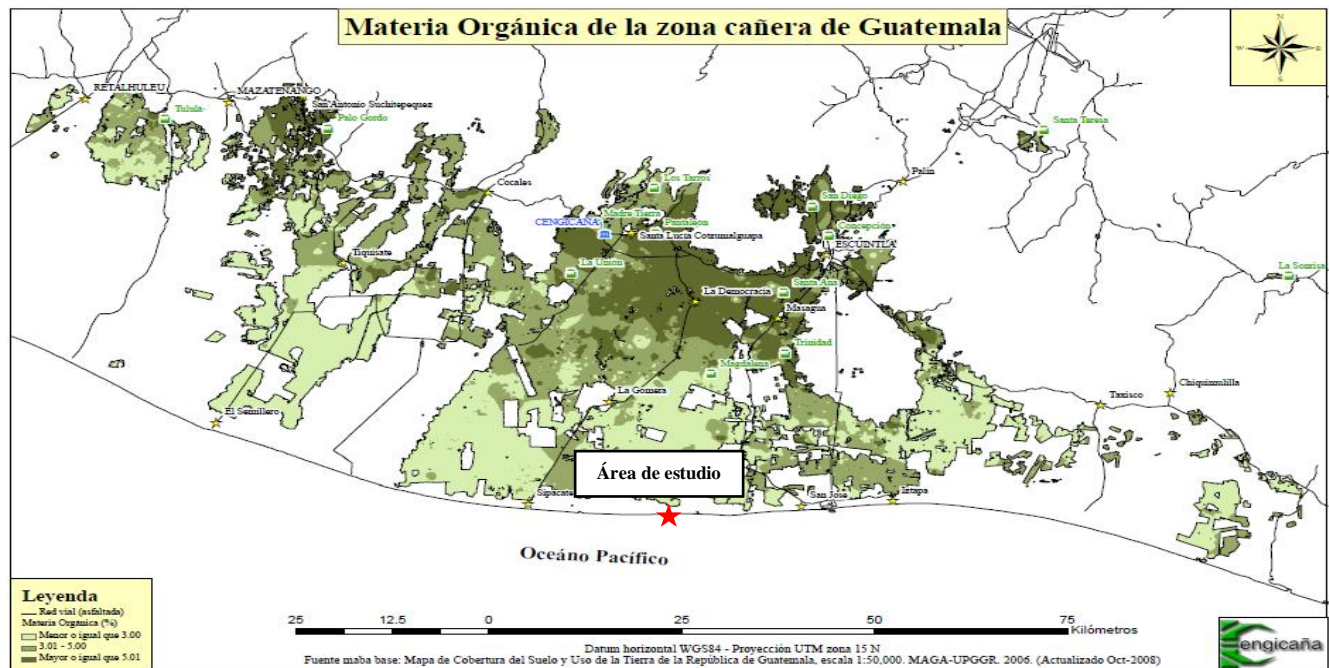 Materia Orgánica de la zona cañera de Guatemala
N
W
E
S
RETALHULEU
MAZATENANGO
San Antonio Suchitepequez
Tulula
Palo Gordo
Santa Teresa
Cocales
Los Tarros
Palin
San Diego
Madre Tierra
CENGICAÑA
Pantaleón
Santa Lucia Cotzumalguapa
Concepción
ESCUINTLA
Tiquisate
La Unión
La Sonrisa
La Democracia
Santa Ana
Masagua
Trinidad
Magdalena
La Gomera
Taxisco
Chiquimulilla
El Semillero
Área de estudio
Sipacate
San Jose
Iztapa
Oceáno Pacífico
Leyenda
Red vial (asfaltada)
Materia Orgánica (%)
Menor o igual que 3.00
3.01 - 5.00
Mayor o igual que 5.01
25 12.5 0 25 50 75
Kilómetros
Datum horizontal WGS84 - Proyección UTM zona 15 N
Fuente maba base: Mapa de Cobertura del Suelo y Uso de la Tierra de la República de Guatemala, escala 1:50,000. MAGA-UPGGR. 2006. (Actualizado Oct-2008)
engicaña